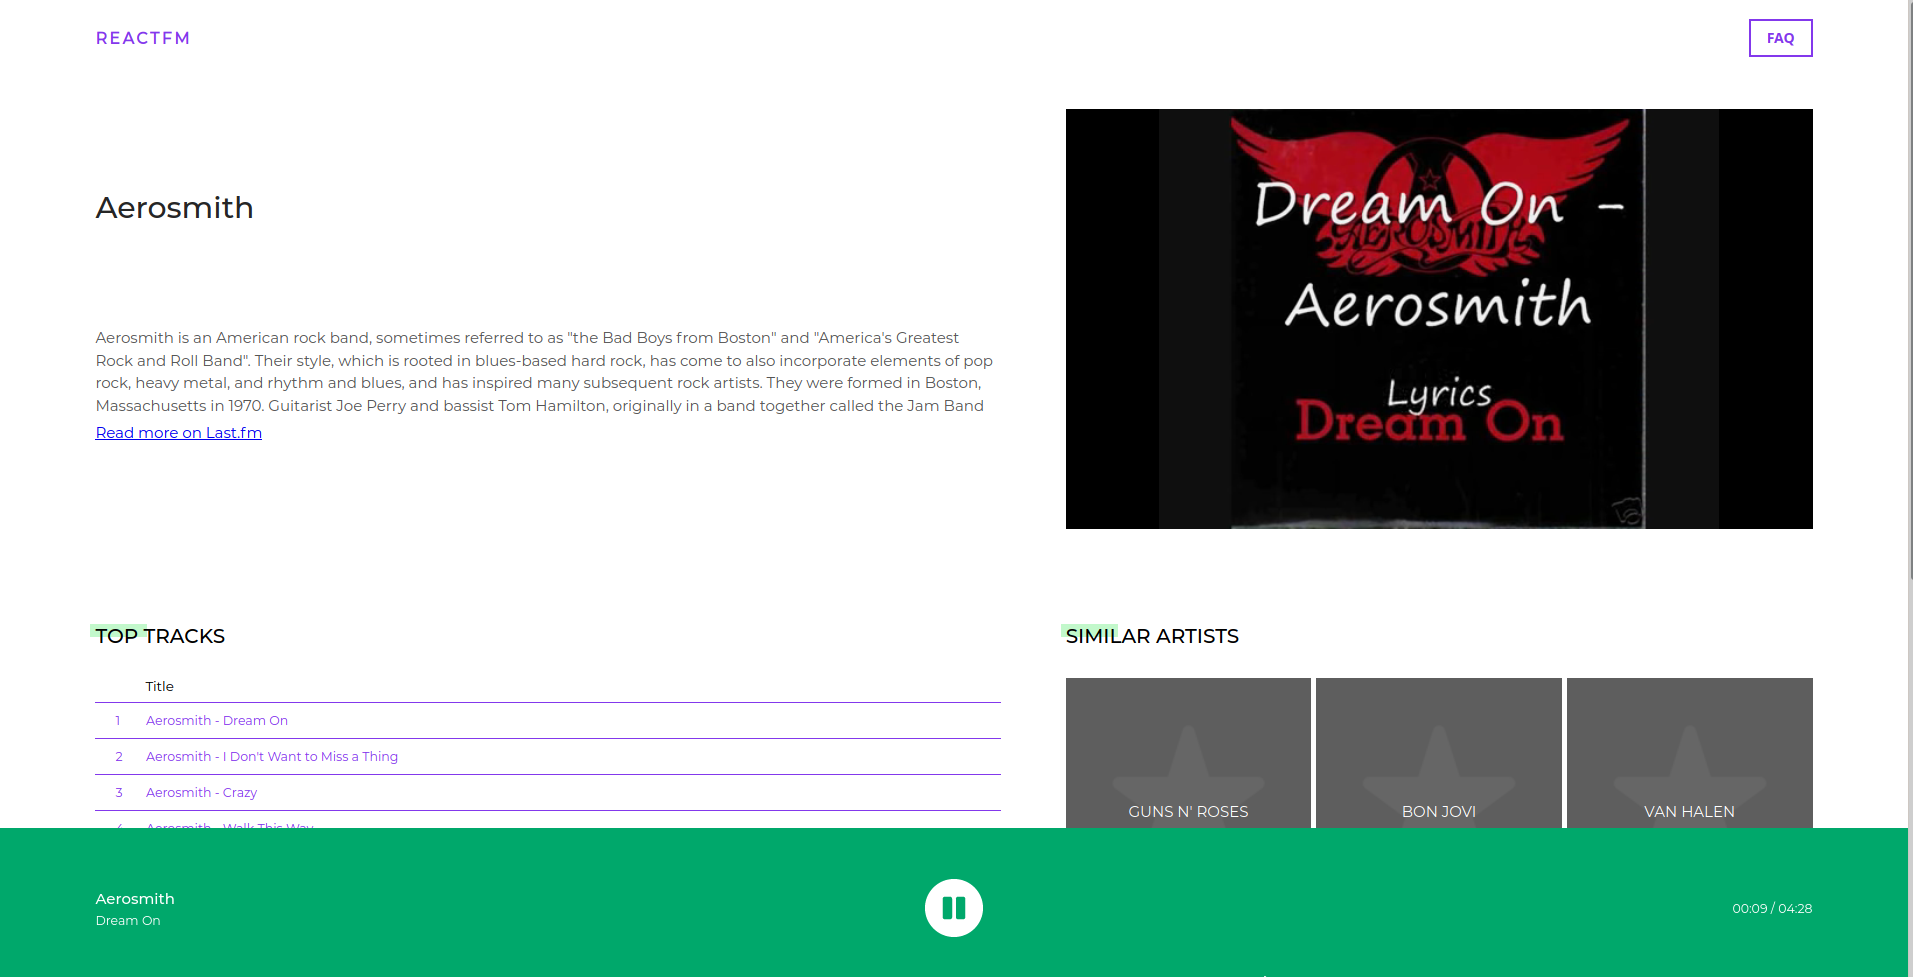 REACTFM
FAQ
Aerosmith
Aerosmith is an American rock band, sometimes referred to as "the Bad Boys from Boston" and "America's Greatest
Rock and Roll Band". Their style, which is rooted in blues-based hard rock, has come to also incorporate elements of pop
rock, heavy metal, and rhythm and blues, and has inspired many subsequent rock artists. They were formed in Boston,
Massachusetts in 1970. Guitarist Joe Perry and bassist Tom Hamilton, originally in a band together called the Jam Band
Read more on Last.fm
Dream On -
AEROSMITH
Aerosmith
Lyrics
Dream On
TOP TRACKS
Title
1 Aerosmith - Dream On
2 Aerosmith - I Don't Want to Miss a Thing
3 Aerosmith - Crazy
4 Aerosmith - Walk This Way
SIMILAR ARTISTS
GUNS N' ROSES
BON JOVI
VAN HALEN
Aerosmith
Dream On
00:09 / 04:28